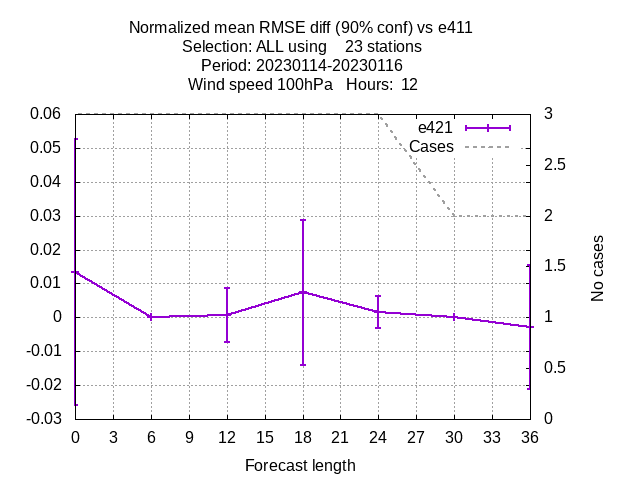 Normalized mean RMSE diff (90% conf) vs e411
Selection: ALL using    23 stations
Period: 20230114-20230116
Wind speed 100hPa   Hours:  12
e421
Cases
0.06
0.05
0.04
0.03
0.02
0.01
0
-0.01
-0.02
-0.03
3
2.5
2
1.5
1
0.5
0
No cases
0 3 6 9 12 15 18 21 24 27 30 33 36
Forecast length